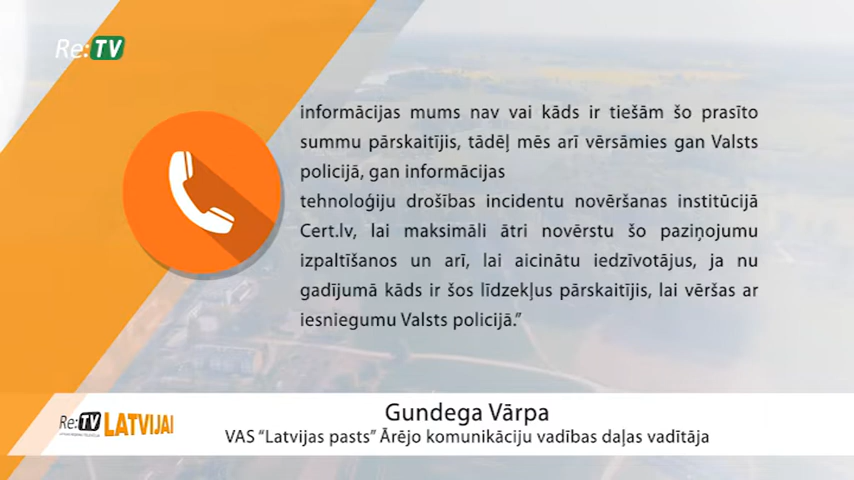 Re:TV
informācijas mums nav vai kāds ir tiešām šo prasīto
summu pārskaitījis, tādēļ mēs arī vērsāmies gan Valsts
policijā, gan informācijas
tehnoloģiju drošības incidentu novēršanas institūcijā
Cert.lv, lai maksimāli ātri novērstu šo paziņojumu
izpaltīšanos un arī, lai aicinātu iedzīvotājus, ja nu
gadījumā kāds ir šos līdzekļus pārskaitījis, lai vēršas ar
iesniegumu Valsts policijā.”
Re:TV LATVIJAI
Gundega Vārpa
VAS “Latvijas pasts” Ārējo komunikāciju vadības daļas vadītāja